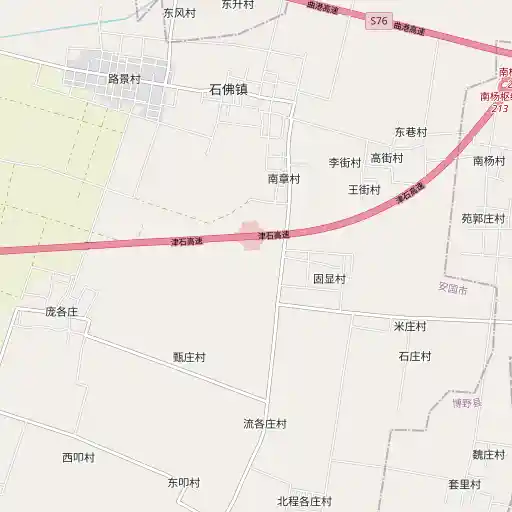 东升村
东风村
曲港高速
S76
曲港高速
路景村
石佛镇
南杨
南杨枢纽
213
东巷村
李街村
高街村
南杨村
南章村
王街村
津石高速
苑郭庄村
津石高速
津石高速
固显村
安国市
庞各庄
米庄村
甄庄村
石庄村
博野县
流各庄村
西叩村
魏庄村
东叩村
套里村
北程各庄村